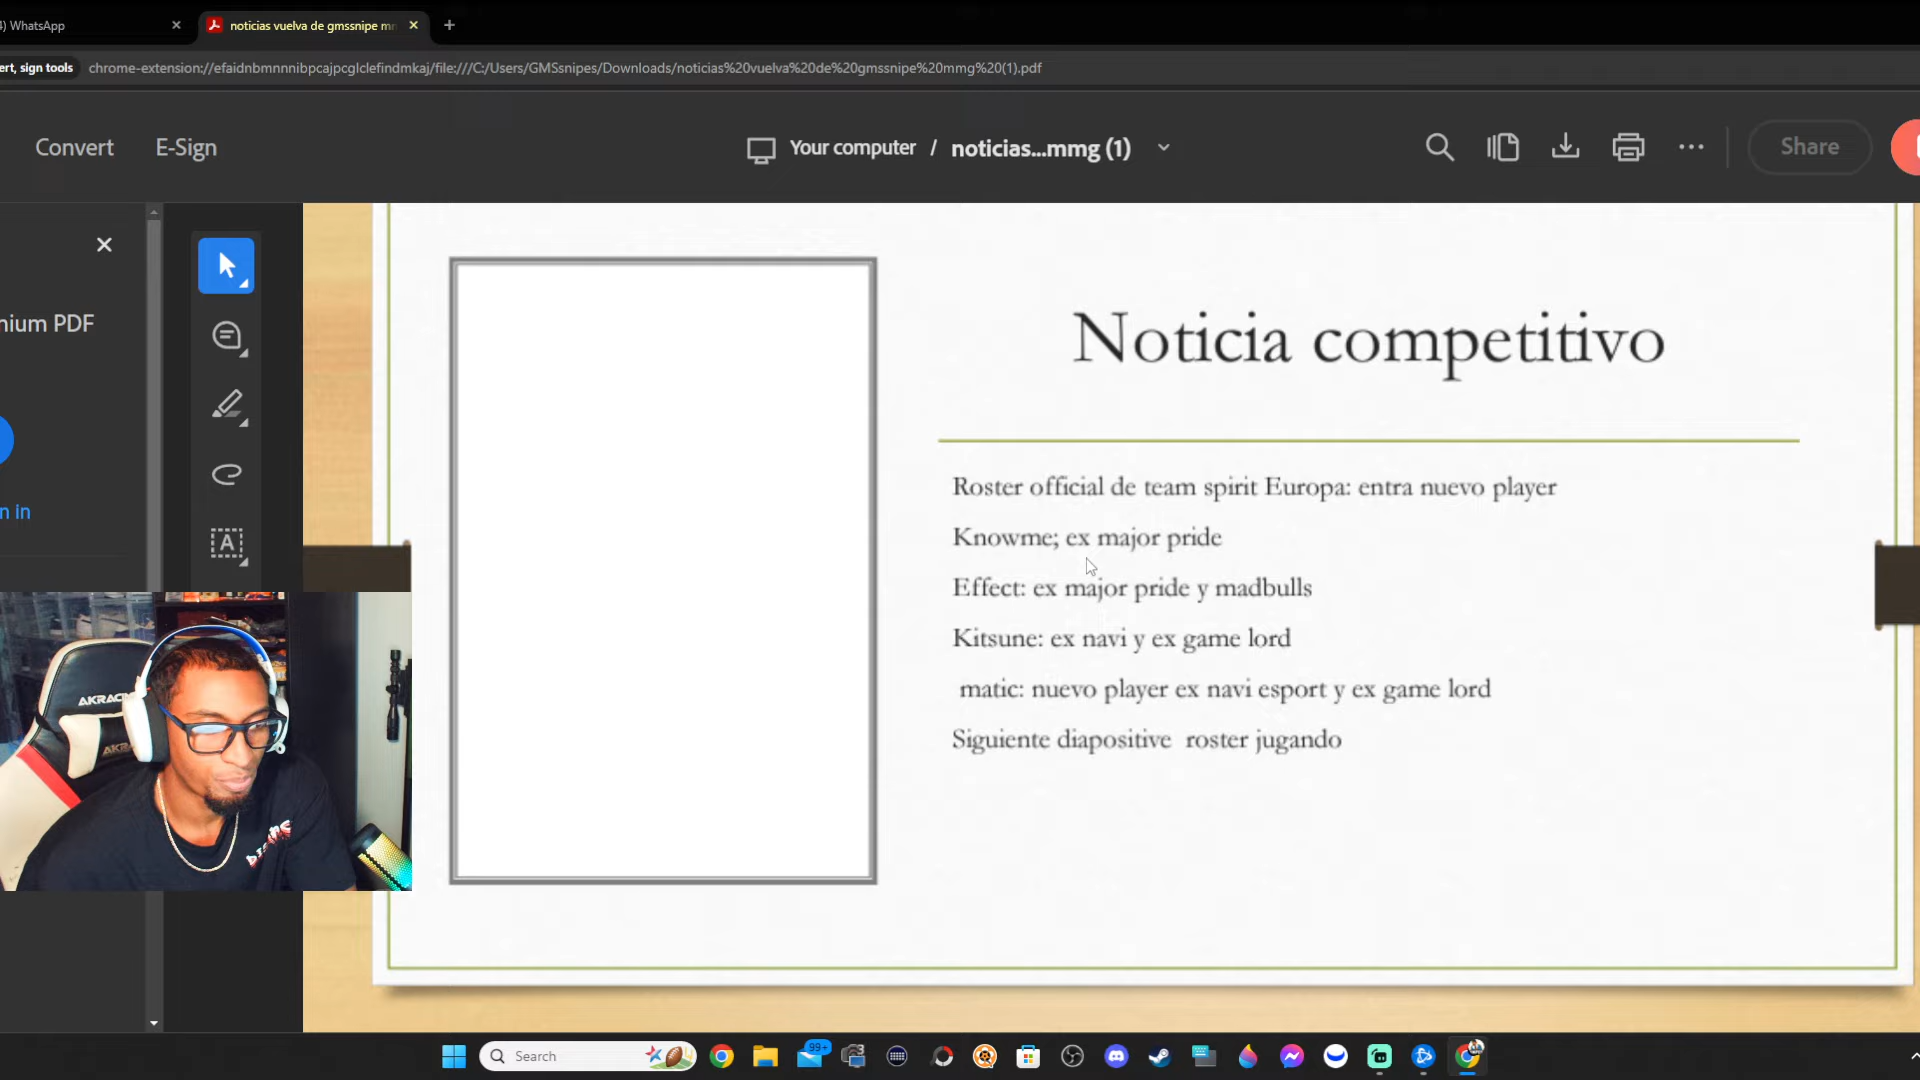 ) WhatsApp
noticias vuelva de gmssnipe
ert, sign tools
chrome-extension://efaidnbmnnnibpcajpcglclefindmkaj/file:///C:/Users/GMSsnipes/Downloads/noticias%20vuelva%20de%20gmssnipe%20mmg%20(1).pdf
Convert
E-Sign
Your computer / noticias...mmg (1)
Share
nium PDF
n in
Noticia competitivo
Roster official de team spirit Europa: entra nuevo player
Knowme; ex major pride
Effect: ex major pride y madbulls
Kitsune: ex navi y ex game lord
matic: nuevo player ex navi esport y ex game lord
Siguiente diapositive roster jugando
AKRACING
Search
99+